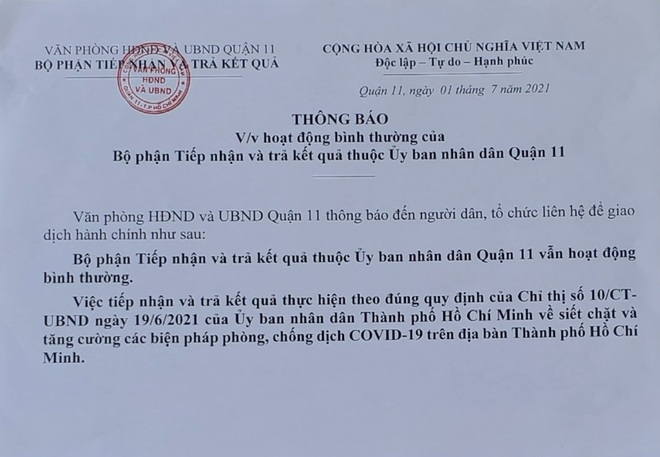 VĂN PHÒNG HĐND VÀ UBND QUẬN 11
BỘ PHẬN TIẾP NHẬN VÀ TRẢ KẾT QUẢ
VĂN PHÒNG
HĐND
VÀ UBND
QUẬN 11 - T.P HỒ CHÍ MINH
CỘNG HÒA XÃ HỘI CHỦ NGHĨA VIỆT NAM
Độc lập – Tự do – Hạnh phúc
Quận 11, ngày 01 tháng 7 năm 2021
THÔNG BÁO
V/v hoạt động bình thường của
Bộ phận Tiếp nhận và trả kết quả thuộc Ủy ban nhân dân Quận 11
Văn phòng HĐND và UBND Quận 11 thông báo đến người dân, tổ chức liên hệ để giao
dịch hành chính như sau:
Bộ phận Tiếp nhận và trả kết quả thuộc Ủy ban nhân dân Quận 11 vẫn hoạt động
bình thường.
Việc tiếp nhận và trả kết quả thực hiện theo đúng quy định của Chỉ thị số 10/CT-
UBND ngày 19/6/2021 của Ủy ban nhân dân Thành phố Hồ Chí Minh về siết chặt và
tăng cường các biện pháp phòng, chống dịch COVID-19 trên địa bàn Thành phố Hồ Chí
Minh.